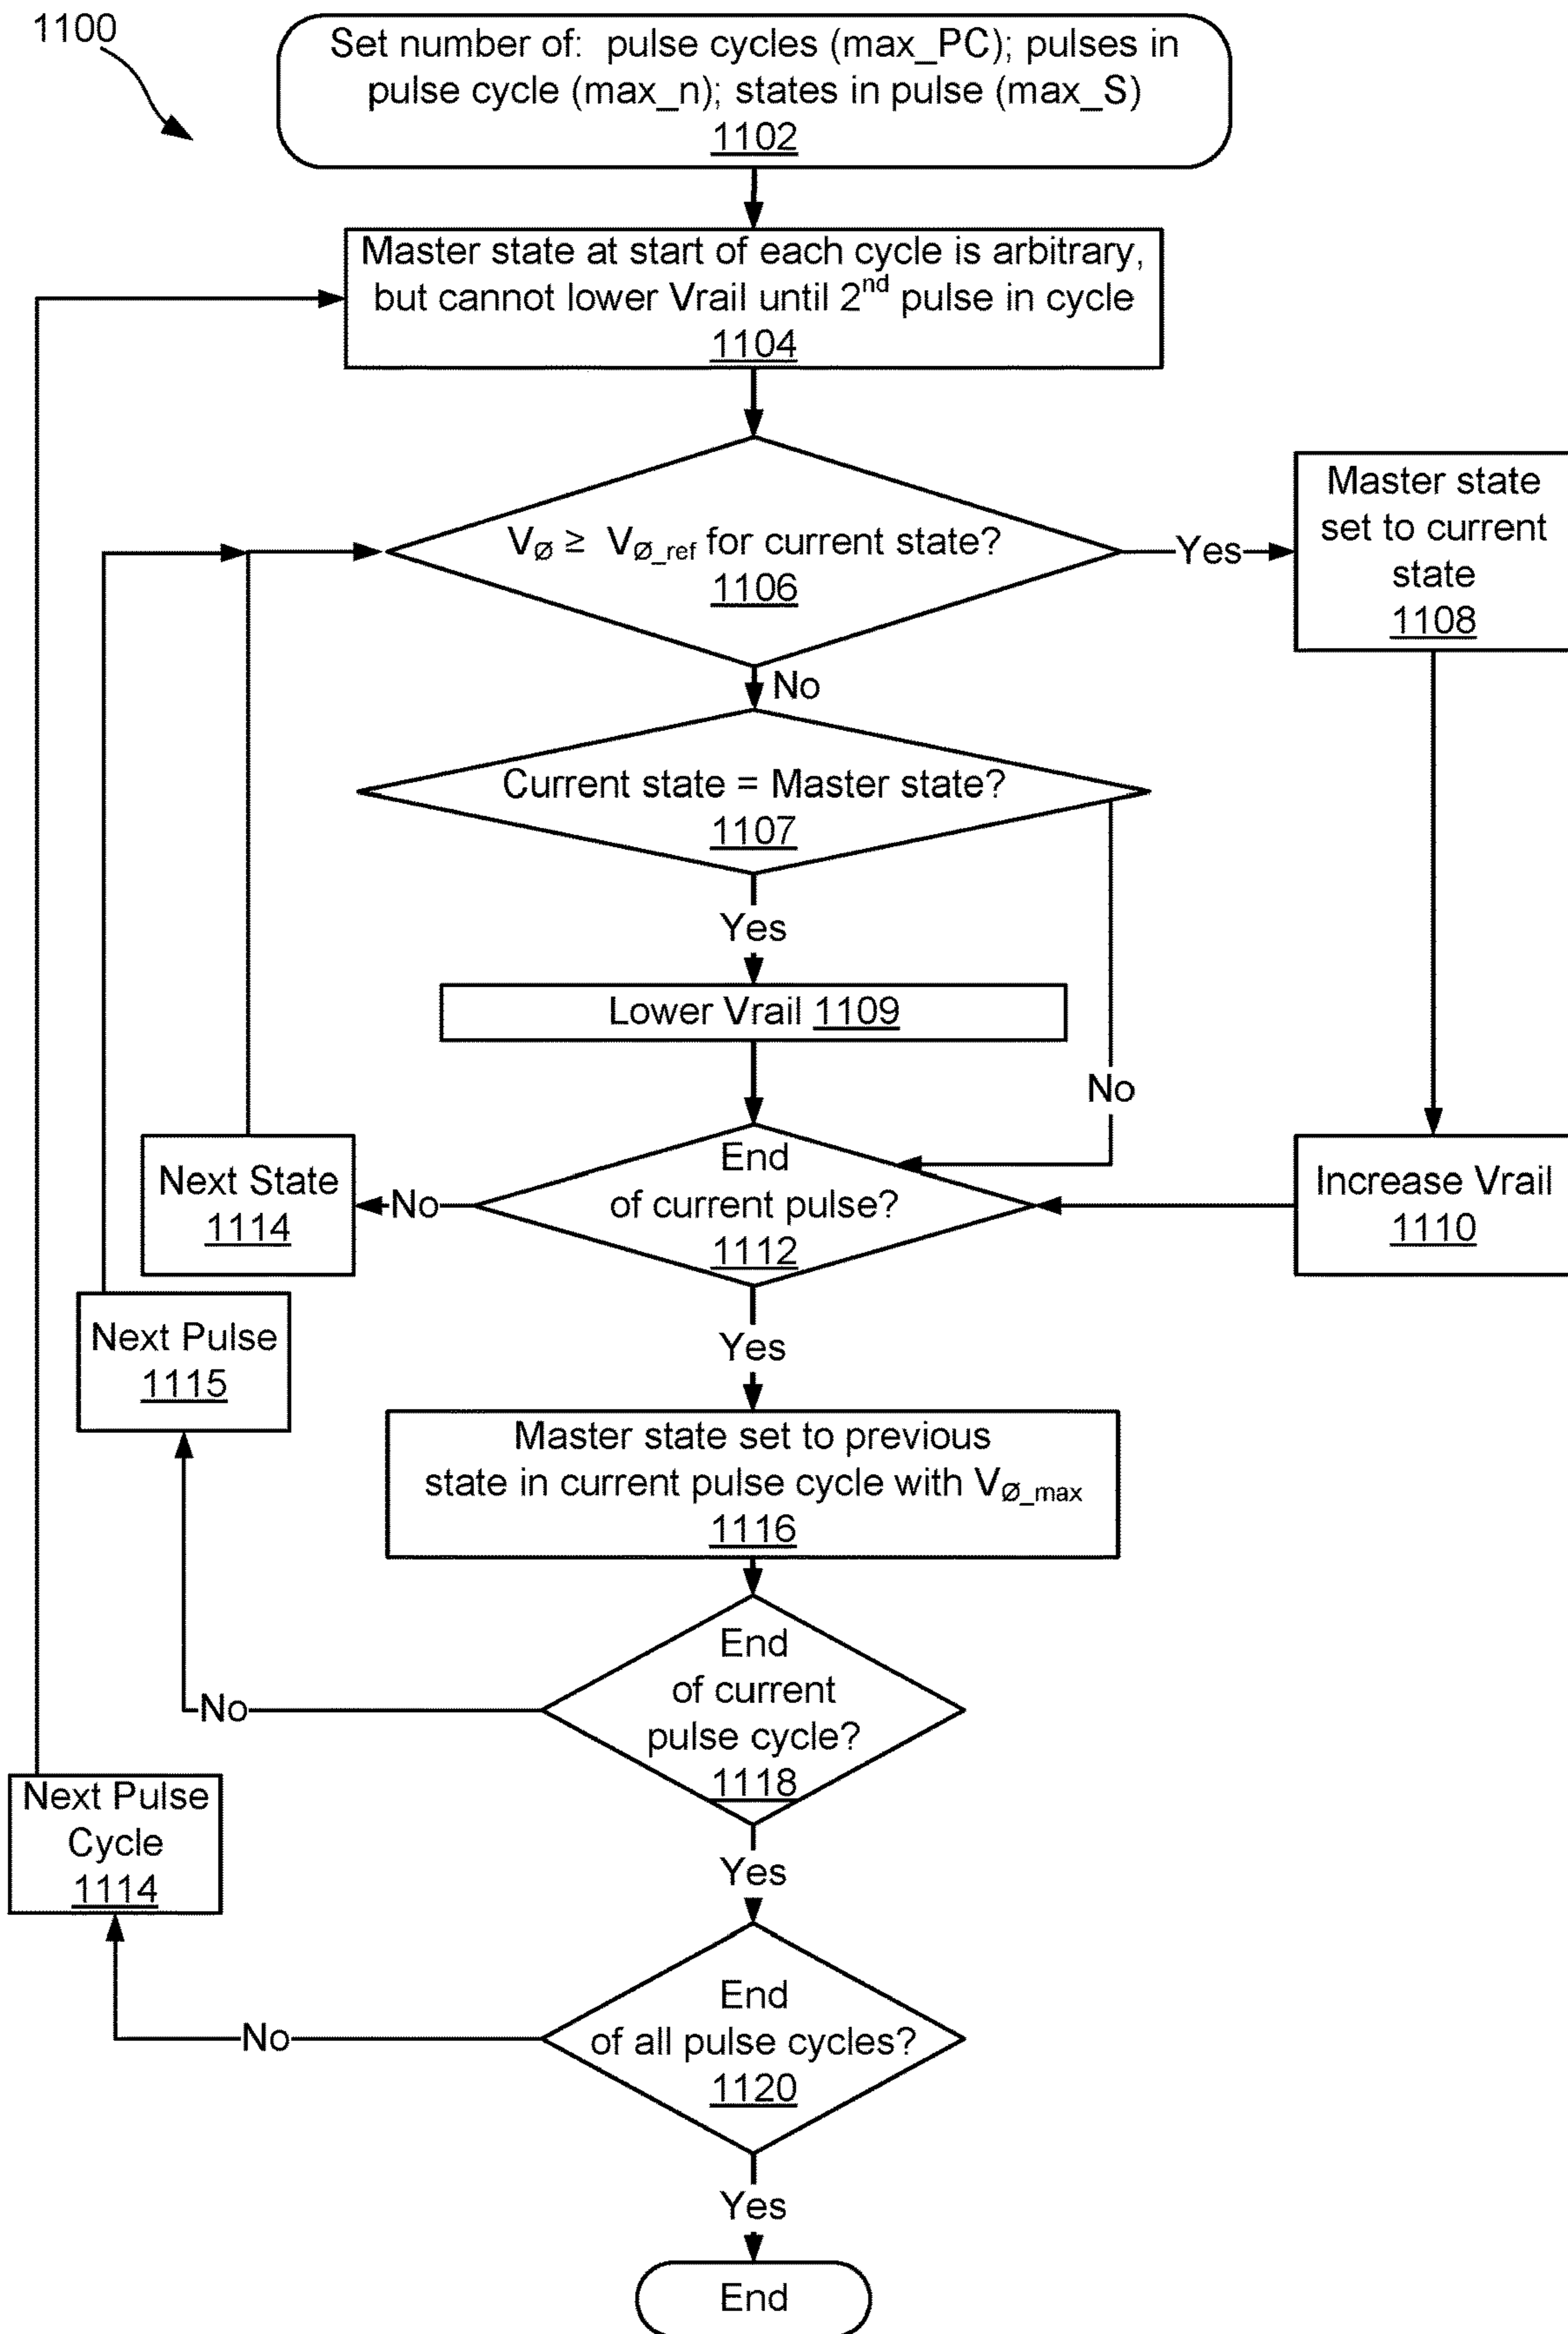 1100
Set number of: pulse cycles (max_PC); pulses in
pulse cycle (max_n); states in pulse (max_S)
1102
Master state at start of each cycle is arbitrary,
but cannot lower Vrail until 2nd pulse in cycle
1104
VØ ≥ VØ_ref for current state?
1106
Yes
Master state
set to current
state
1108
No
Current state = Master state?
1107
Yes
No
Lower Vrail 1109
Increase Vrail
1110
End
of current pulse?
1112
No
Next State
1114
Next Pulse
1115
Yes
Master state set to previous
state in current pulse cycle with VØ_max
1116
End
of current
pulse cycle?
1118
No
Next Pulse
Cycle
1114
Yes
End
of all pulse cycles?
1120
No
Yes
End